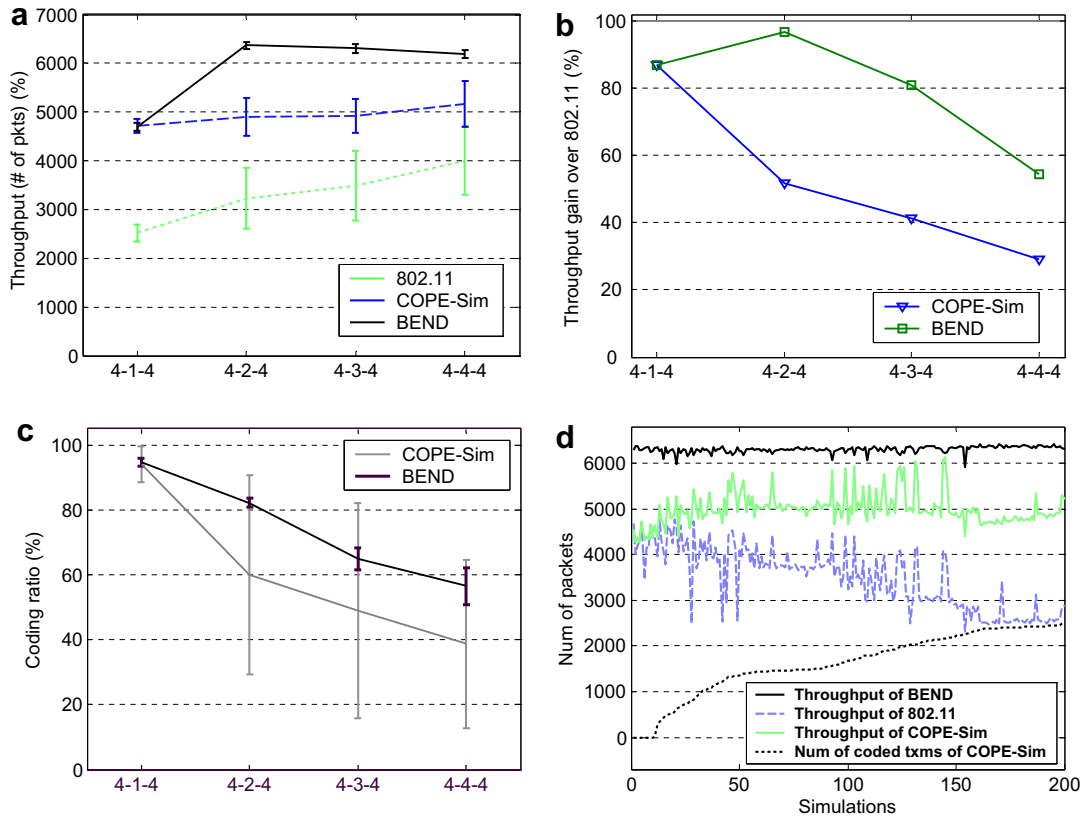 a
Throughput (# of pkts) (%)
7000
6000
5000
4000
3000
2000
1000
0
4-1-4 4-2-4 4-3-4 4-4-4
802.11
COPE-Sim
BEND
b
Throughput gain over 802.11 (%)
100
80
60
40
20
0
4-1-4 4-2-4 4-3-4 4-4-4
COPE-Sim
BEND
c
Coding ratio (%)
100
80
60
40
20
0
4-1-4 4-2-4 4-3-4 4-4-4
COPE-Sim
BEND
d
Num of packets
6000
5000
4000
3000
2000
1000
0
0 50 100 150 200
Simulations
Throughput of BEND
Throughput of 802.11
Throughput of COPE-Sim
Num of coded txms of COPE-Sim